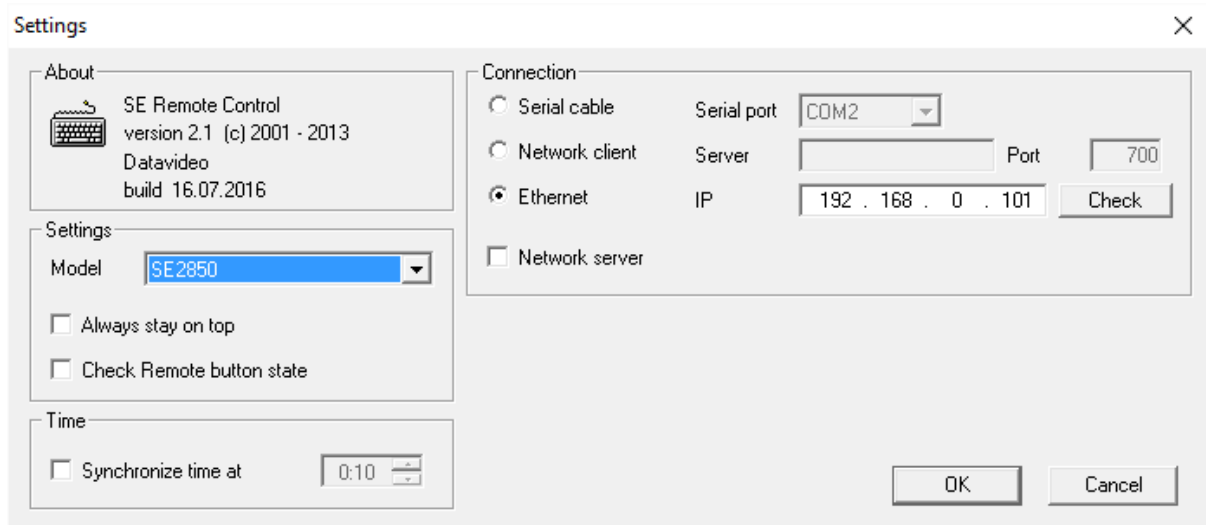 Settings
About
SE Remote Control
version 2.1 (c) 2001 - 2013
Datavideo
build 16.07.2016
Settings
Model SE2850
Always stay on top
Check Remote button state
Time
Synchronize time at 0:10
Connection
Serial cable Serial port COM2
Network client Server Port 700
Ethernet IP 192 . 168 . 0 . 101 Check
Network server
OK Cancel